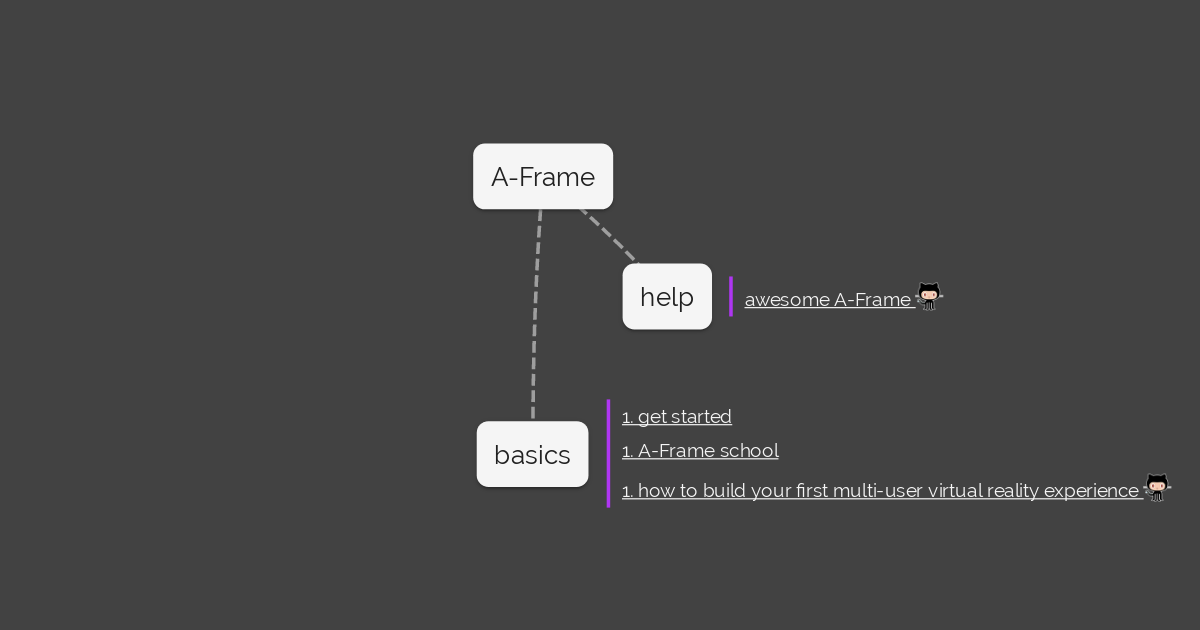 A-Frame
help
awesome A-Frame
basics
1. get started
1. A-Frame school
1. how to build your first multi-user virtual reality experience